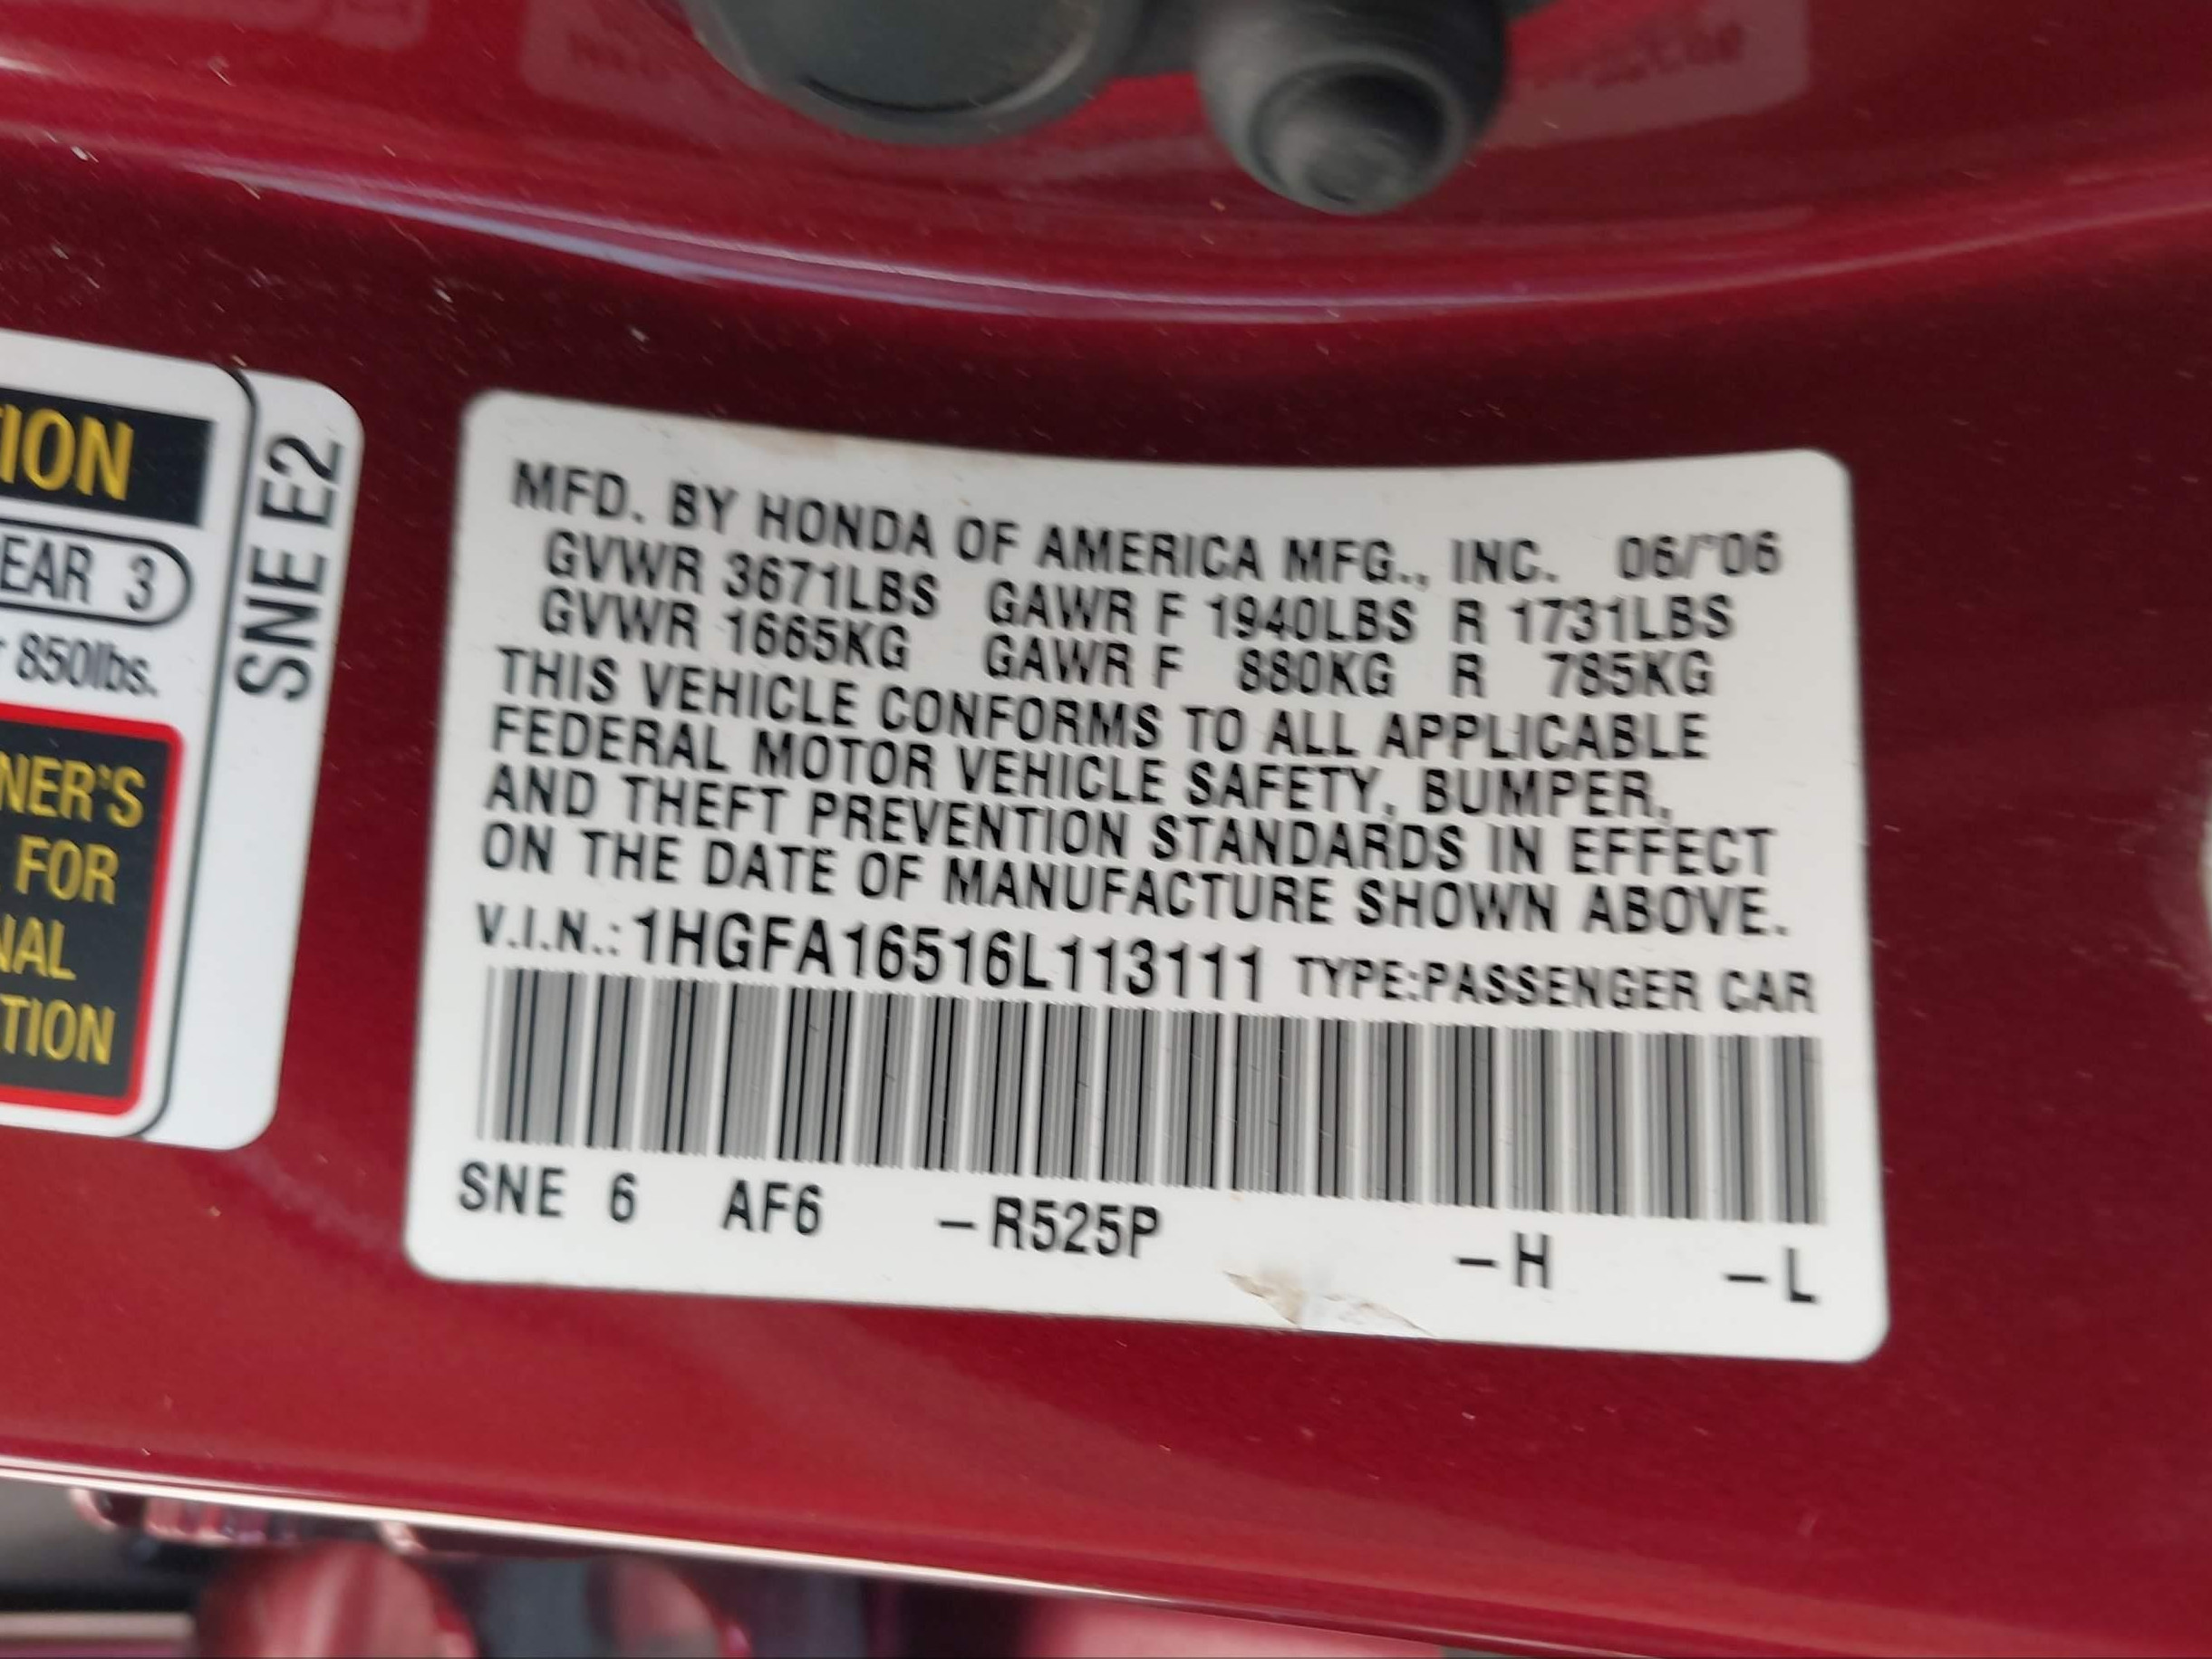 ION
EAR 3
850lbs.
NER'S
FOR
NAL
TION
SNE E2
MFD. BY HONDA OF AMERICA MFG., INC. 06/'06
GVWR 3671LBS GAWR F 1940LBS R 1731LBS
GVWR 1665KG GAWR F 880KG R 785KG
THIS VEHICLE CONFORMS TO ALL APPLICABLE
FEDERAL MOTOR VEHICLE SAFETY, BUMPER,
AND THEFT PREVENTION STANDARDS IN EFFECT
ON THE DATE OF MANUFACTURE SHOWN ABOVE.
V.I.N.: 1HGFA16516L113111 TYPE:PASSENGER CAR
SNE 6 AF6 –R525P –H –L